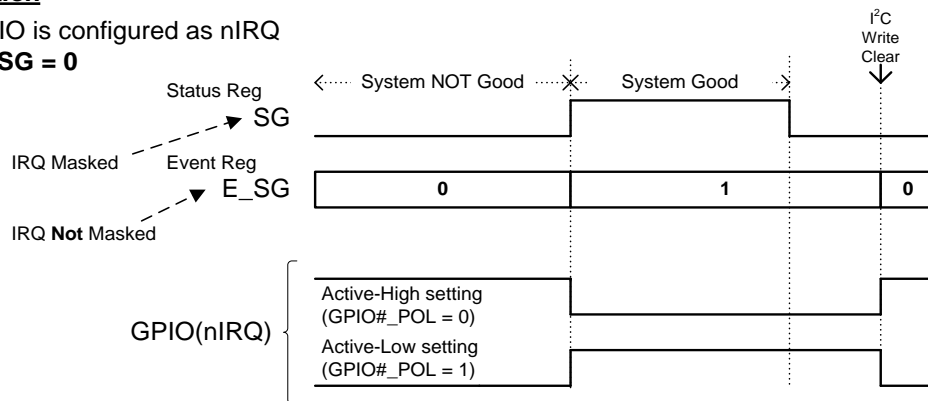 IO is configured as nIRQ
SG = 0
I²C
Write
Clear
System NOT Good
System Good
Status Reg
SG
IRQ Masked
Event Reg
E_SG
0
1
0
IRQ Not Masked
GPIO(nIRQ)
Active-High setting
(GPIO#_POL = 0)
Active-Low setting
(GPIO#_POL = 1)